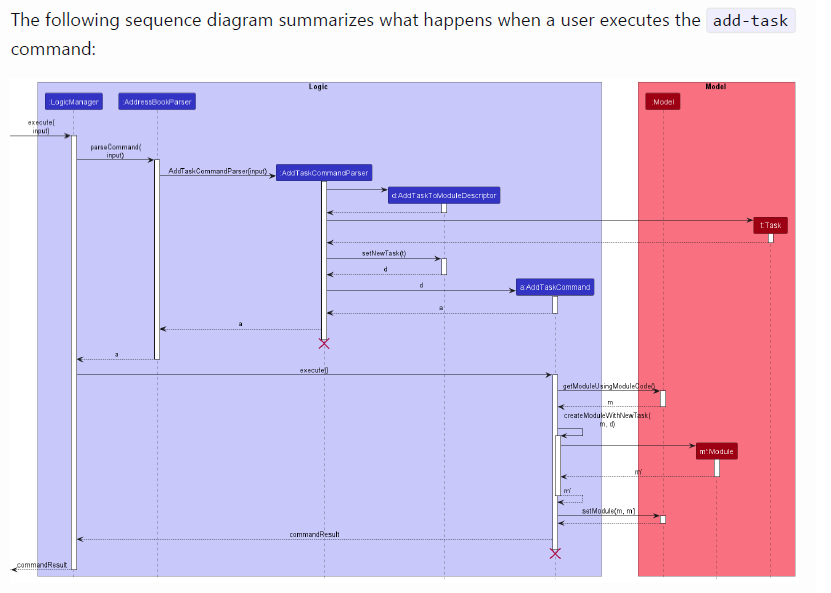 The following sequence diagram summarizes what happens when a user executes the add-task
command:
Logic
Model
:LogicManager
:AddressBookParser
:Model
execute(
input)
parseCommand(
input)
AddTaskCommandParser(input)
:AddTaskCommandParser
d:AddTaskToModuleDescriptor
t:Task
setNewTask(t)
d
d
a:AddTaskCommand
a
a
a
execute()
getModuleUsingModuleCode()
m
createModuleWithNewTask(
m, d)
m':Module
m'
m'
setModule(m, m')
commandResult
commandResult